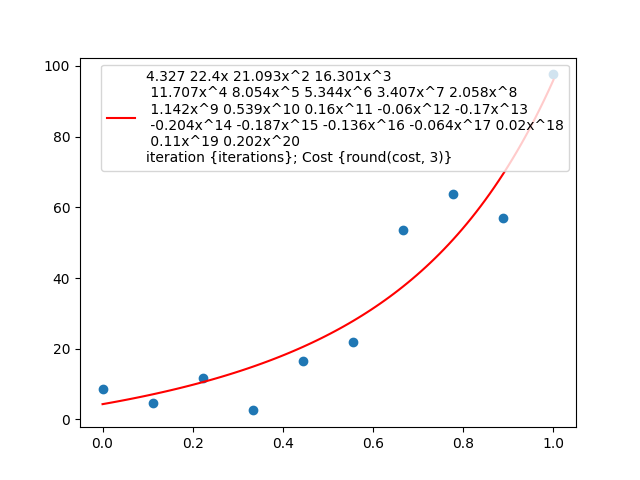 4.327 22.4x 21.093x^2 16.301x^3
11.707x^4 8.054x^5 5.344x^6 3.407x^7 2.058x^8
1.142x^9 0.539x^10 0.16x^11 -0.06x^12 -0.17x^13
-0.204x^14 -0.187x^15 -0.136x^16 -0.064x^17 0.02x^18
0.11x^19 0.202x^20
iteration {iterations}; Cost {round(cost, 3)}
100
80
60
40
20
0
0.0 0.2 0.4 0.6 0.8 1.0